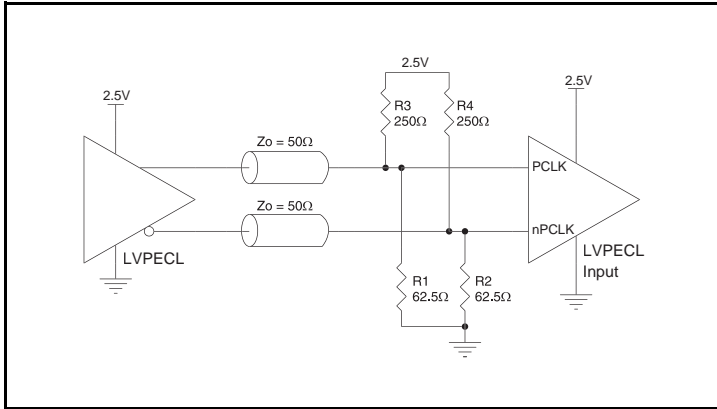 2.5V
2.5V
2.5V
R3
250Ω
R4
250Ω
Zo = 50Ω
PCLK
Zo = 50Ω
nPCLK
LVPECL
LVPECL
Input
R1
62.5Ω
R2
62.5Ω